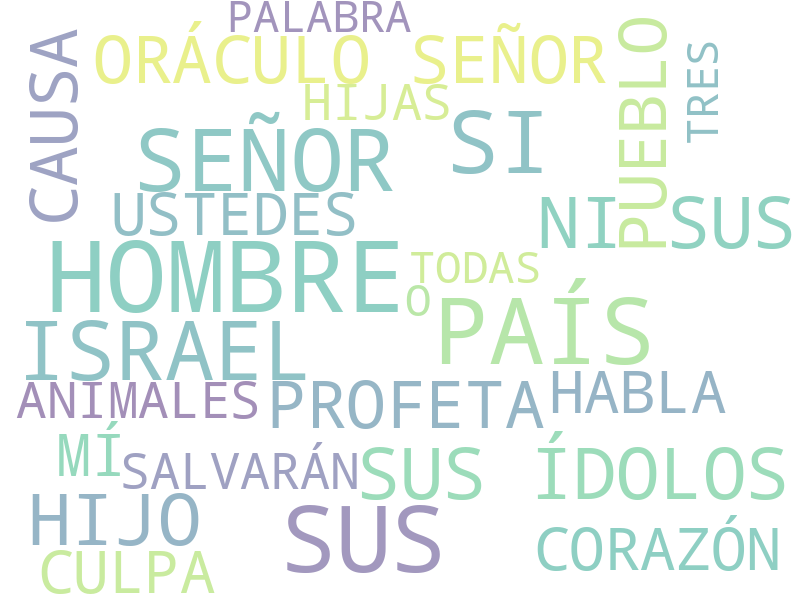 PALABRA
ORÁCULO SEÑOR
CAUSA
PUEBLO
TRES
HIJAS
SEÑOR
SI
USTEDES
NI
SUS
HOMBRE
TODAS
O
PAÍS
ISRAEL
ANIMALES
PROFETA
HABLA
MÍ
SALVARÁN
SUS ÍDOLOS
HIJO
SUS
CORAZÓN
CULPA